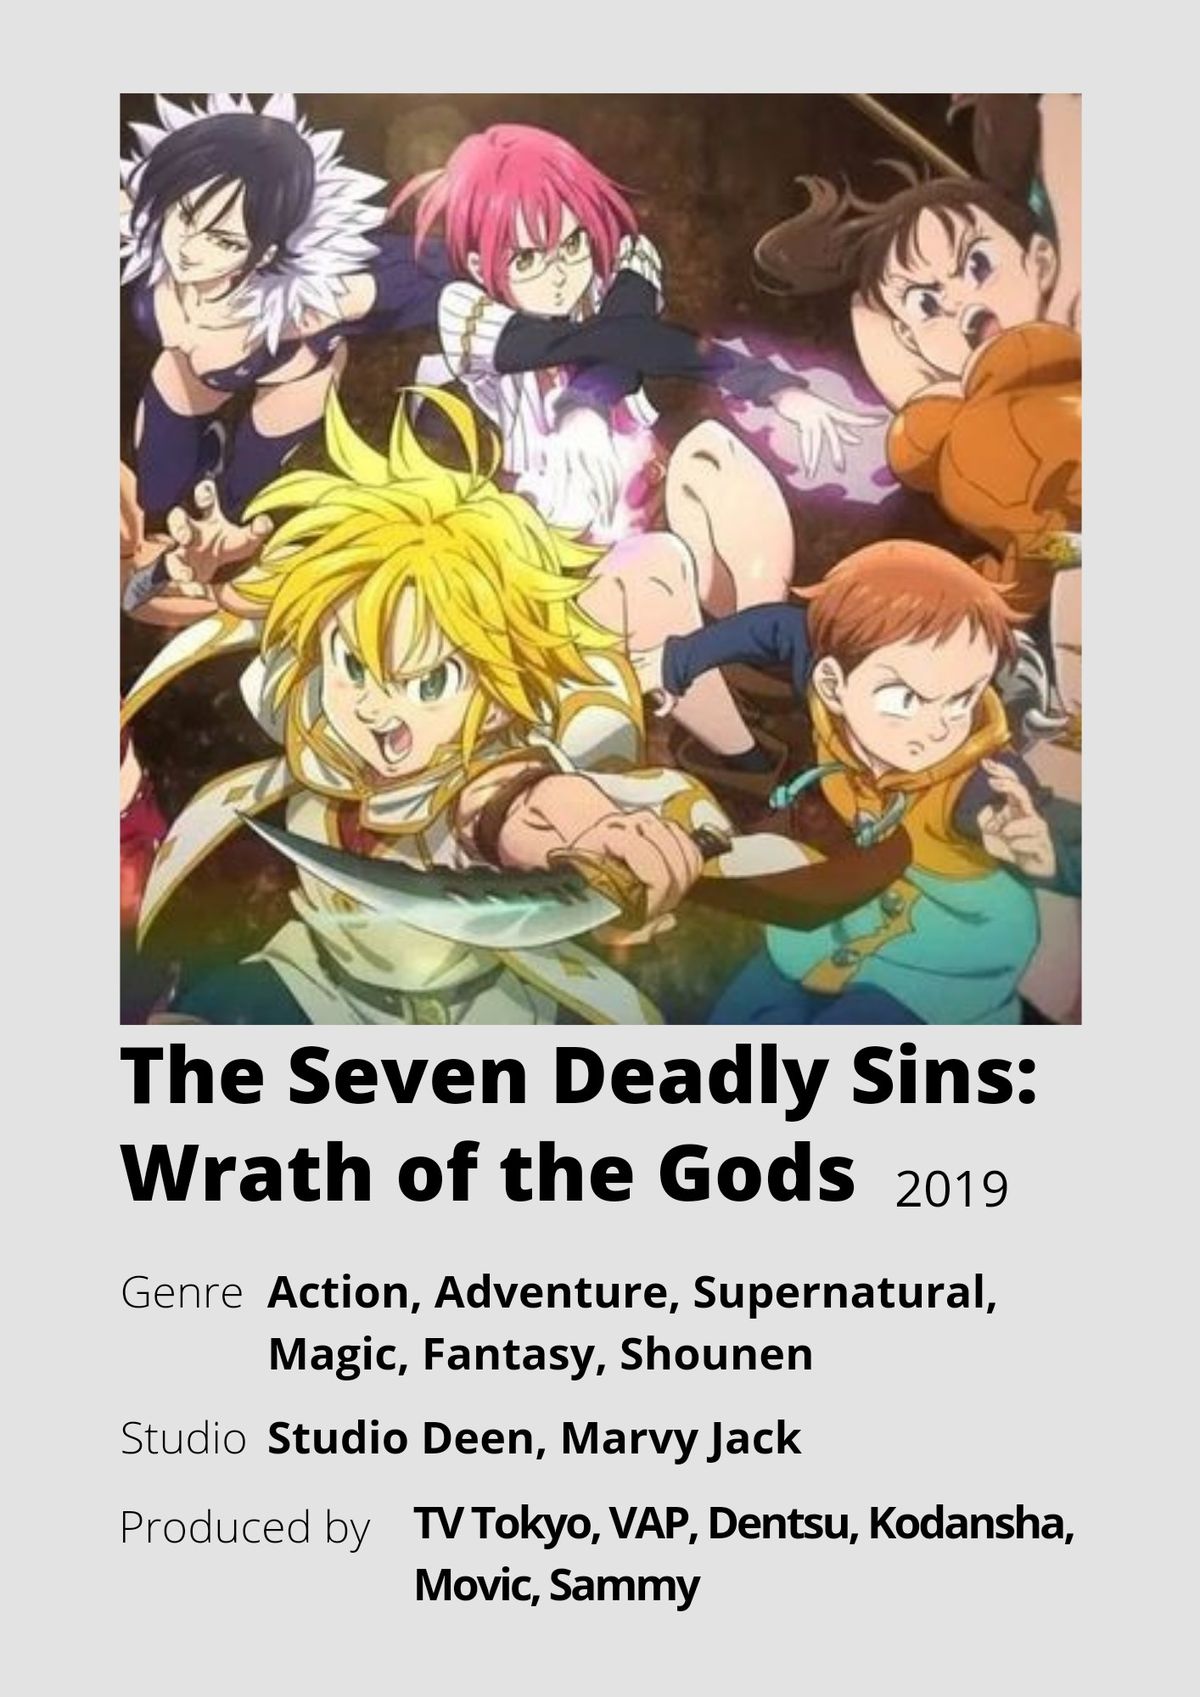 The Seven Deadly Sins:
Wrath of the Gods 2019
Genre Action, Adventure, Supernatural,
Magic, Fantasy, Shounen
Studio Studio Deen, Marvy Jack
Produced by TV Tokyo, VAP, Dentsu, Kodansha,
Movic, Sammy